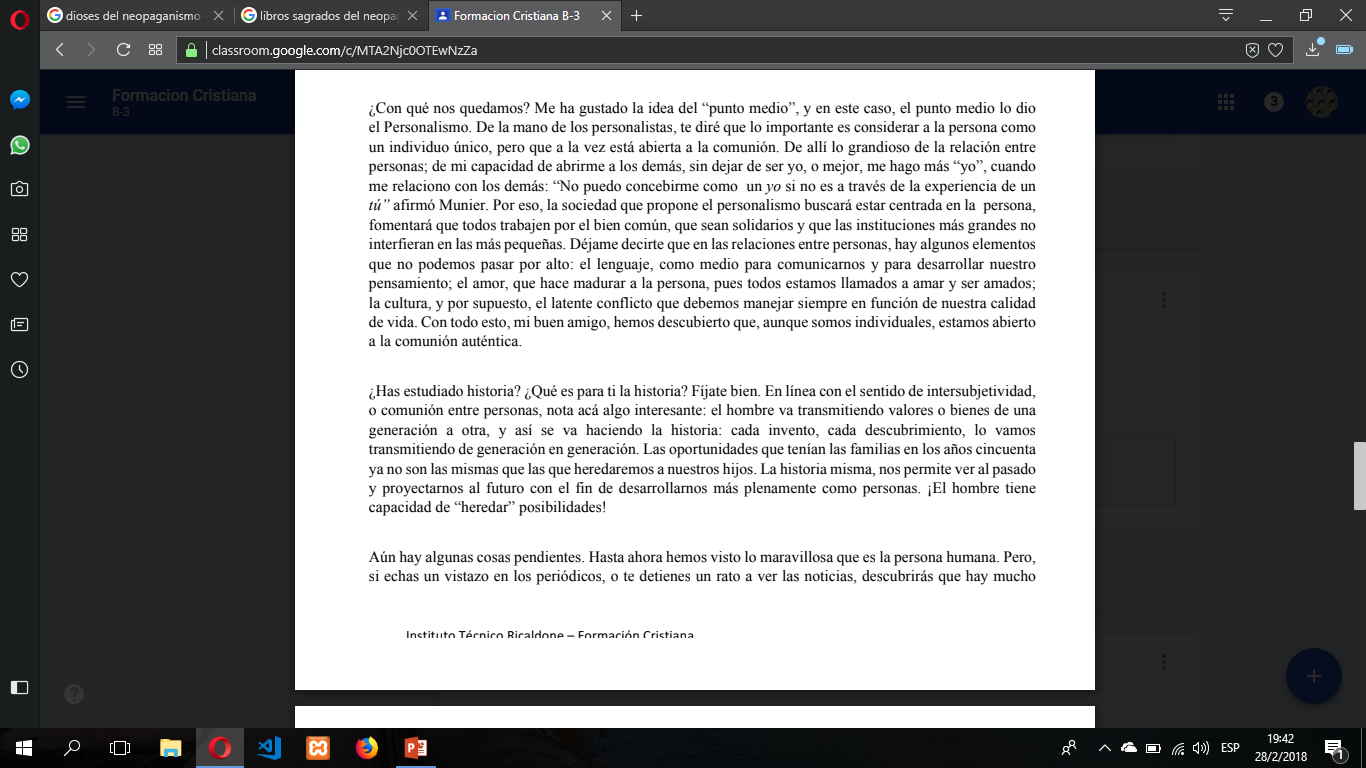 dioses del neopaganismo
libros sagrados del neopag
Formacion Cristiana B-3
classroom.google.com/c/MTA2Njc0OTEwNzZa
Formacion Cristiana
B-3
3
¿Con qué nos quedamos? Me ha gustado la idea del “punto medio”, y en este caso, el punto medio lo dio
el Personalismo. De la mano de los personalistas, te diré que lo importante es considerar a la persona como
un individuo único, pero que a la vez está abierta a la comunión. De allí lo grandioso de la relación entre
personas; de mi capacidad de abrirme a los demás, sin dejar de ser yo, o mejor, me hago más “yo”, cuando
me relaciono con los demás: “No puedo concebirme como un yo si no es a través de la experiencia de un
tú” afirmó Munier. Por eso, la sociedad que propone el personalismo buscará estar centrada en la persona,
fomentará que todos trabajen por el bien común, que sean solidarios y que las instituciones más grandes no
interfieran en las más pequeñas. Déjame decirte que en las relaciones entre personas, hay algunos elementos
que no podemos pasar por alto: el lenguaje, como medio para comunicarnos y para desarrollar nuestro
pensamiento; el amor, que hace madurar a la persona, pues todos estamos llamados a amar y ser amados;
la cultura, y por supuesto, el latente conflicto que debemos manejar siempre en función de nuestra calidad
de vida. Con todo esto, mi buen amigo, hemos descubierto que, aunque somos individuales, estamos abierto
a la comunión auténtica.
¿Has estudiado historia? ¿Qué es para ti la historia? Fíjate bien. En línea con el sentido de intersubjetividad,
o comunión entre personas, nota acá algo interesante: el hombre va transmitiendo valores o bienes de una
generación a otra, y así se va haciendo la historia: cada invento, cada descubrimiento, lo vamos
transmitiendo de generación en generación. Las oportunidades que tenían las familias en los años cincuenta
ya no son las mismas que las que heredaremos a nuestros hijos. La historia misma, nos permite ver al pasado
y proyectarnos al futuro con el fin de desarrollarnos más plenamente como personas. ¡El hombre tiene
capacidad de “heredar” posibilidades!
Aún hay algunas cosas pendientes. Hasta ahora hemos visto lo maravillosa que es la persona humana. Pero,
si echas un vistazo en los periódicos, o te detienes un rato a ver las noticias, descubrirás que hay mucho
Instituto Técnico Ricaldone – Formación Cristiana
ESP
19:42
28/2/2018
1